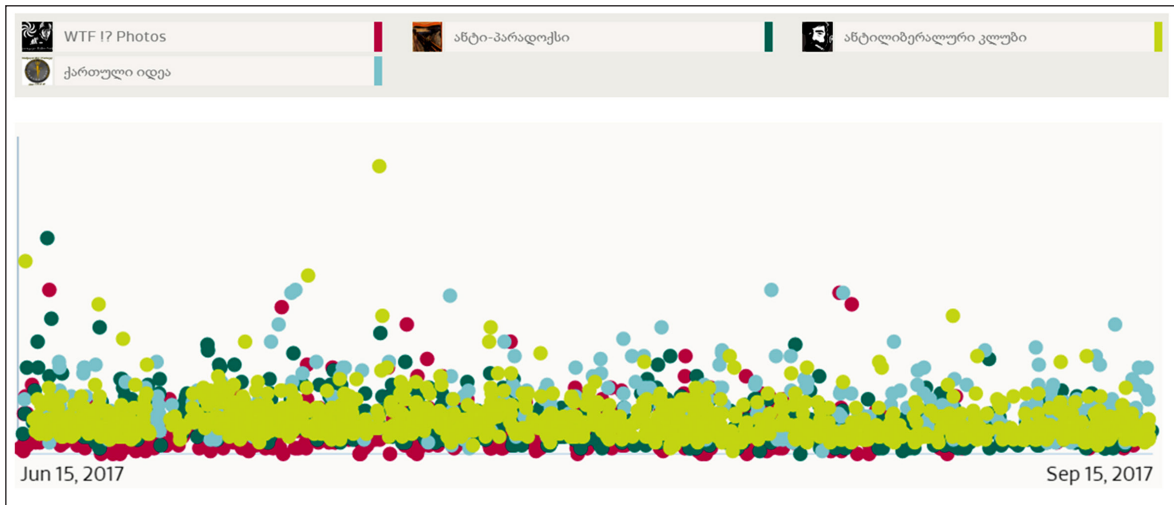 WTF !? Photos
ანტი-პარადოქსი
ანტილიბერალური კლუბი
ქართული იდეა
Jun 15, 2017
Sep 15, 2017